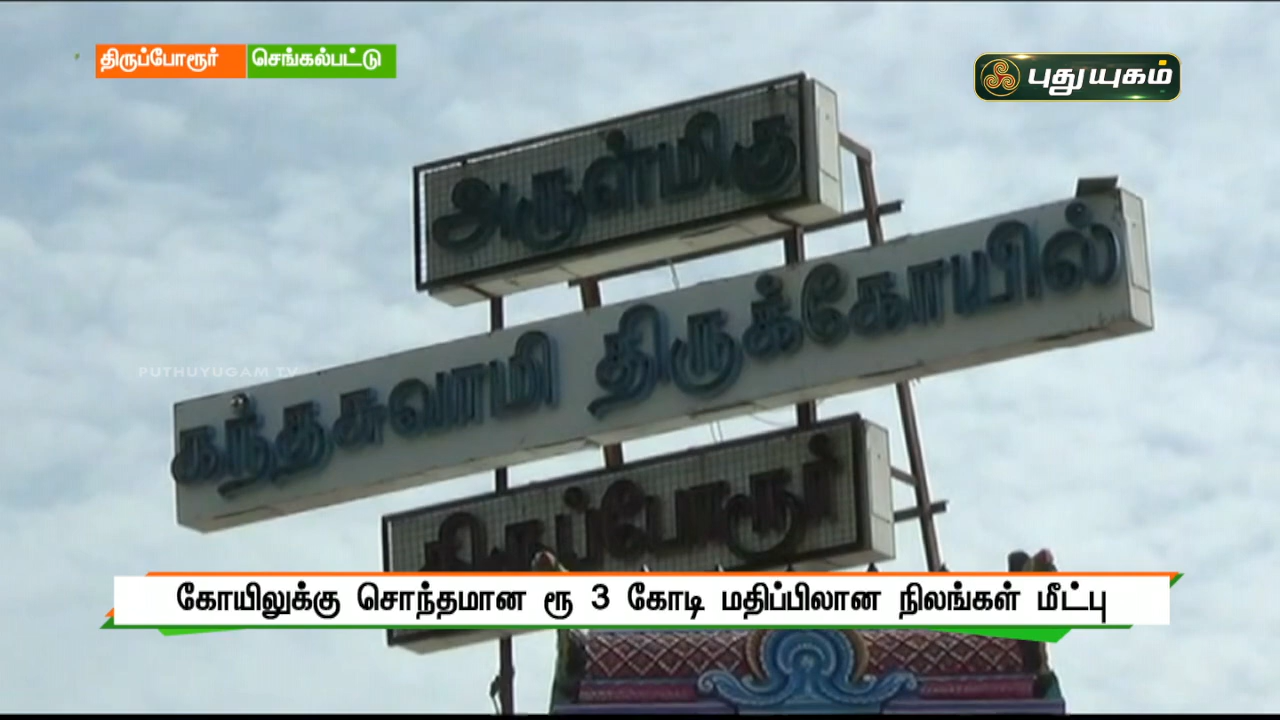 திருப்போரூர் செங்கல்பட்டு
புதுயுகம்
அருள்மிகு
கந்தசுவாமி திருக்கோயில்
PUTHUYUGAM TV
திருப்போரூர்
கோயிலுக்கு சொந்தமான ரூ 3 கோடி மதிப்பிலான நிலங்கள் மீட்பு